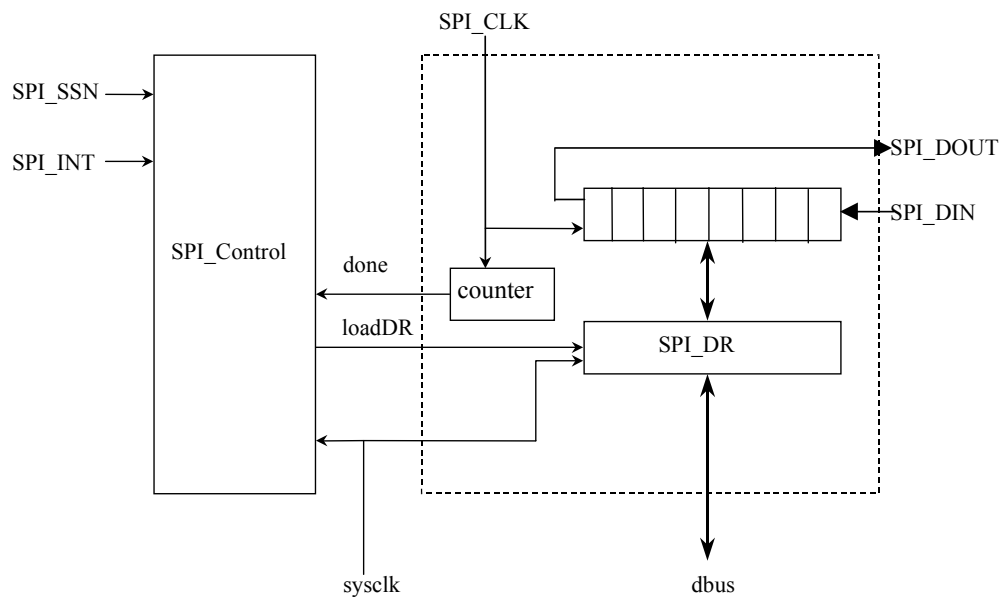 SPI_CLK
SPI_SSN
SPI_INT
SPI_DOUT
SPI_DIN
SPI_Control
done
counter
loadDR
SPI_DR
sysclk
dbus